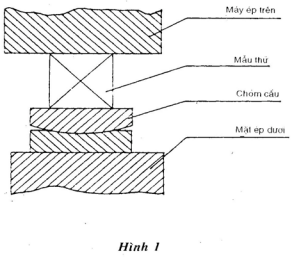 Máy ép trên
Mẫu thử
Chỏm cầu
Mặt ép dưới
Hình 1